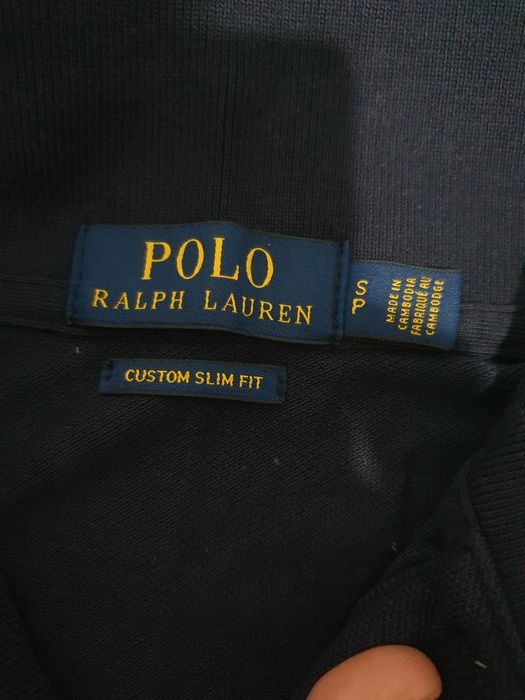 POLO
RALPH LAUREN
S
P
MADE IN
CAMBODIA
FABRIQUÉ AU
CAMBODGE
CUSTOM SLIM FIT